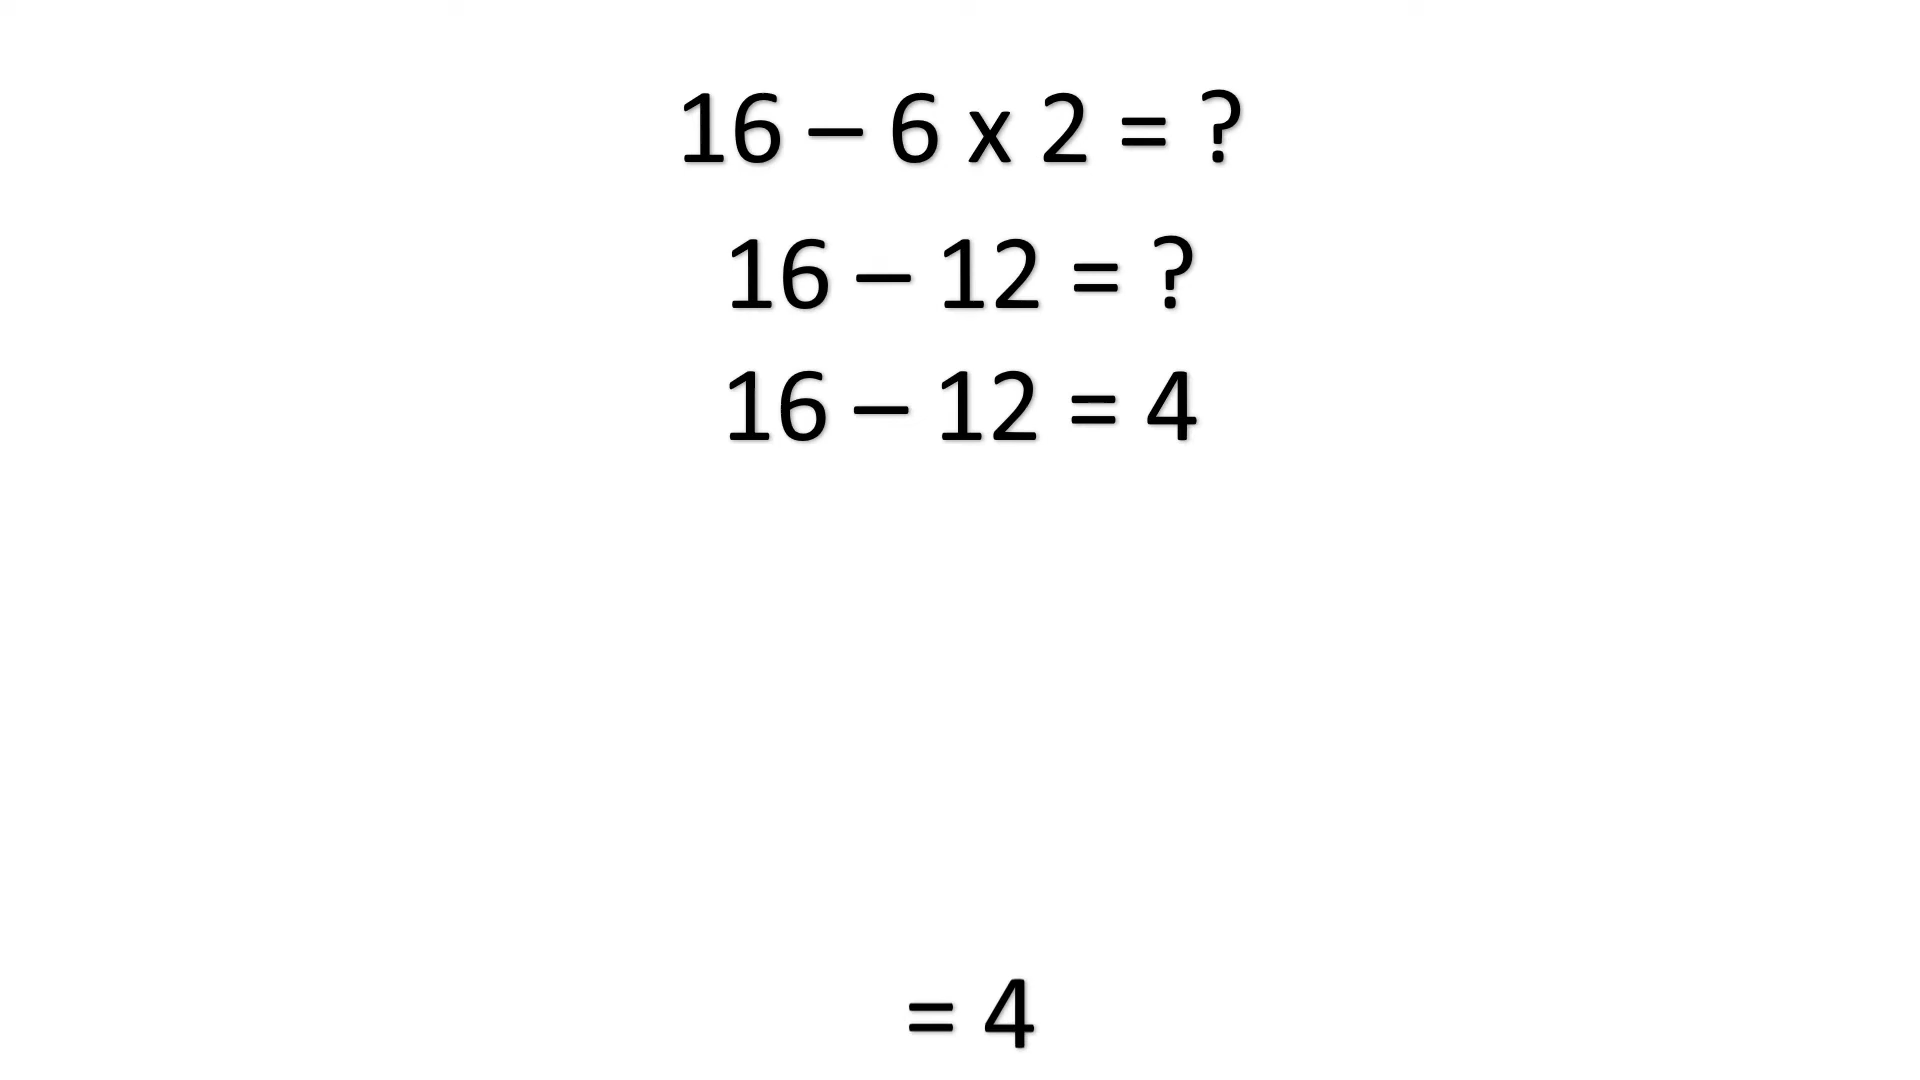 16 – 6 x 2 = ?
16 – 12 = ?
16 – 12 = 4
= 4